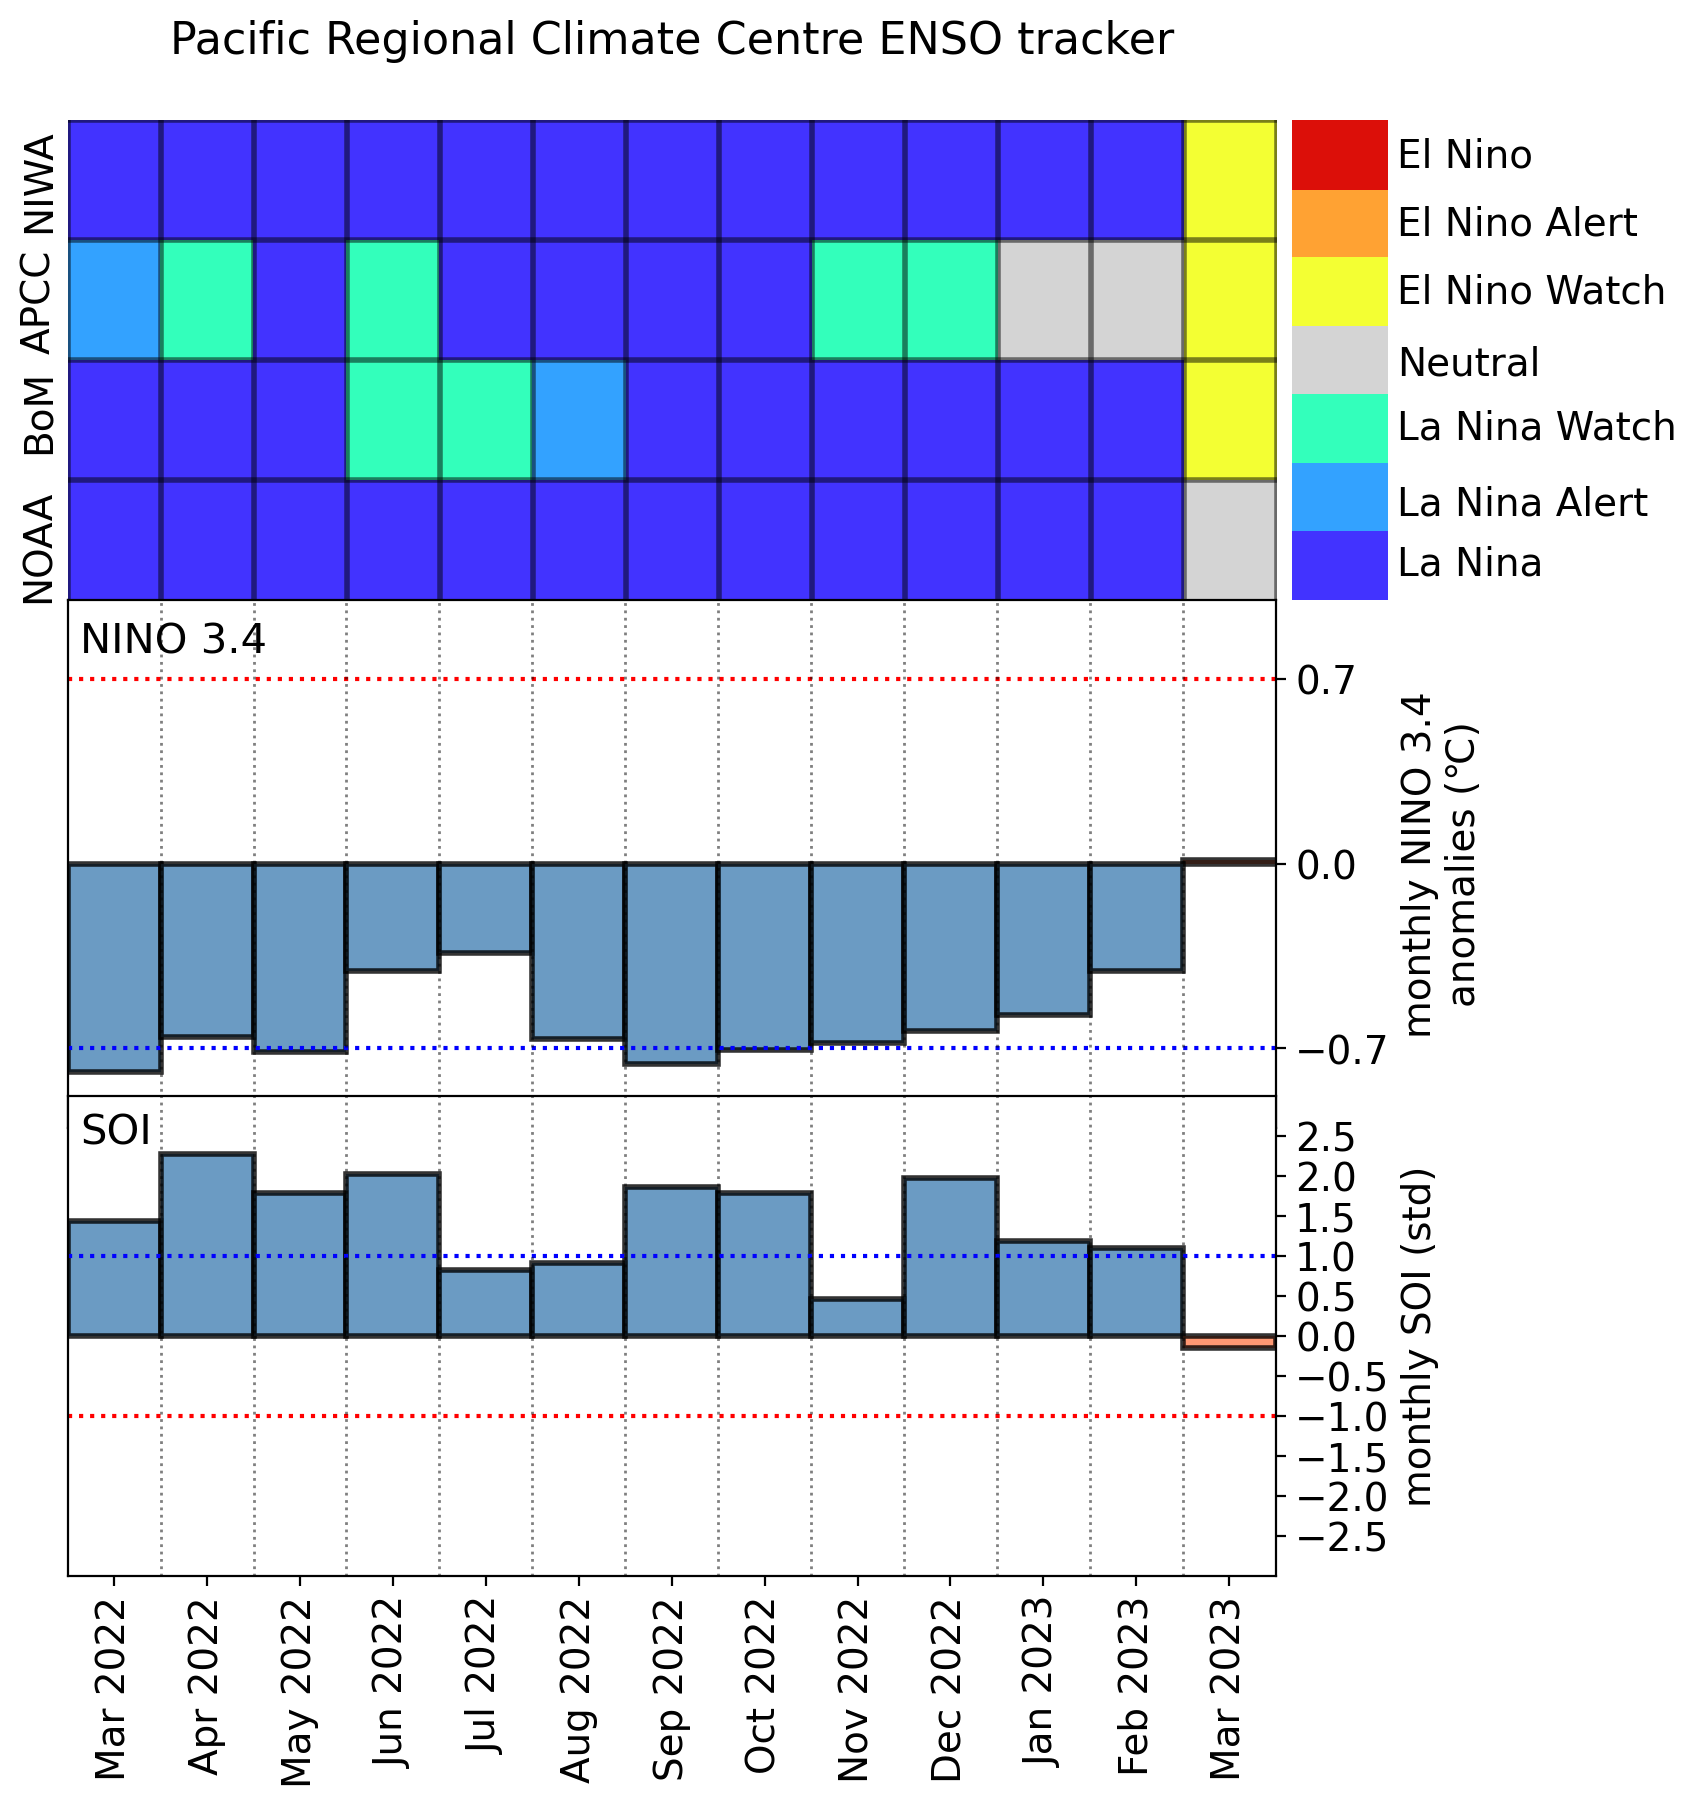 Pacific Regional Climate Centre ENSO tracker
NIWA
APCC
BoM
NOAA
El Nino
El Nino Alert
El Nino Watch
Neutral
La Nina Watch
La Nina Alert
La Nina
NINO 3.4
0.7
0.0
−0.7
monthly NINO 3.4
anomalies (°C)
SOI
2.5
2.0
1.5
1.0
0.5
0.0
−0.5
−1.0
−1.5
−2.0
−2.5
monthly SOI (std)
Mar 2022
Apr 2022
May 2022
Jun 2022
Jul 2022
Aug 2022
Sep 2022
Oct 2022
Nov 2022
Dec 2022
Jan 2023
Feb 2023
Mar 2023